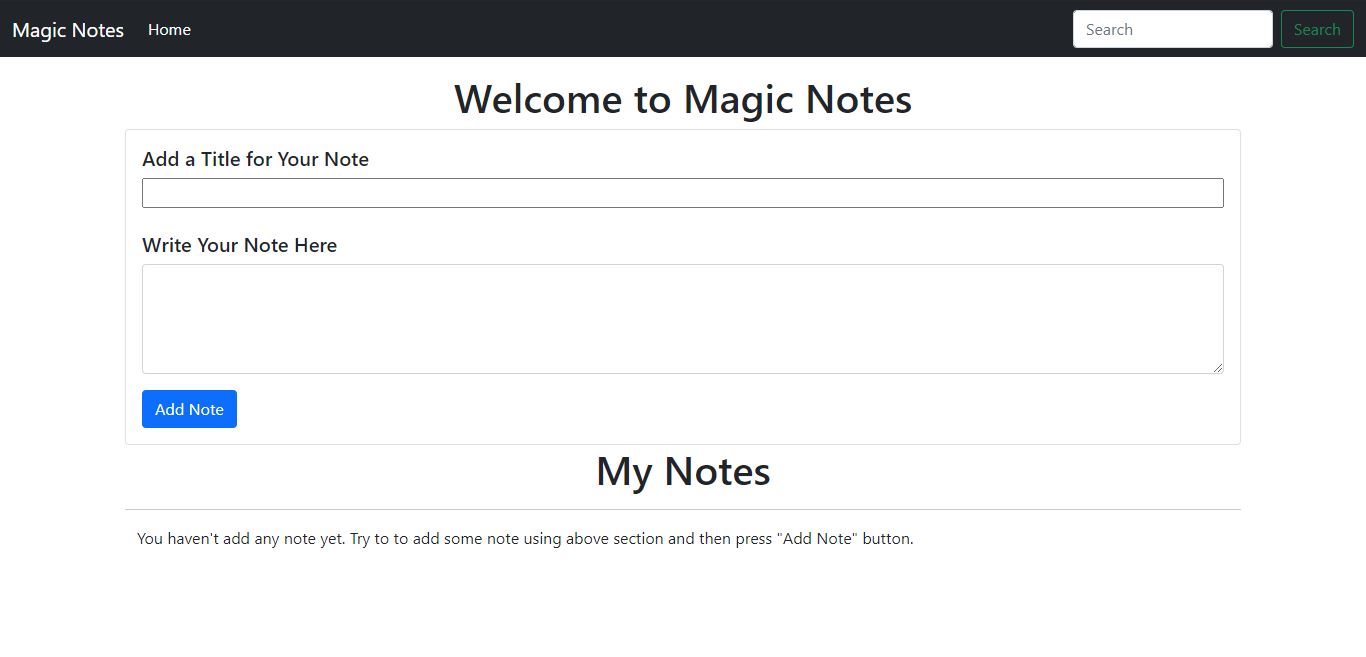 Magic Notes Home Search Search
Welcome to Magic Notes
Add a Title for Your Note
Write Your Note Here
Add Note
My Notes
You haven't add any note yet. Try to to add some note using above section and then press "Add Note" button.